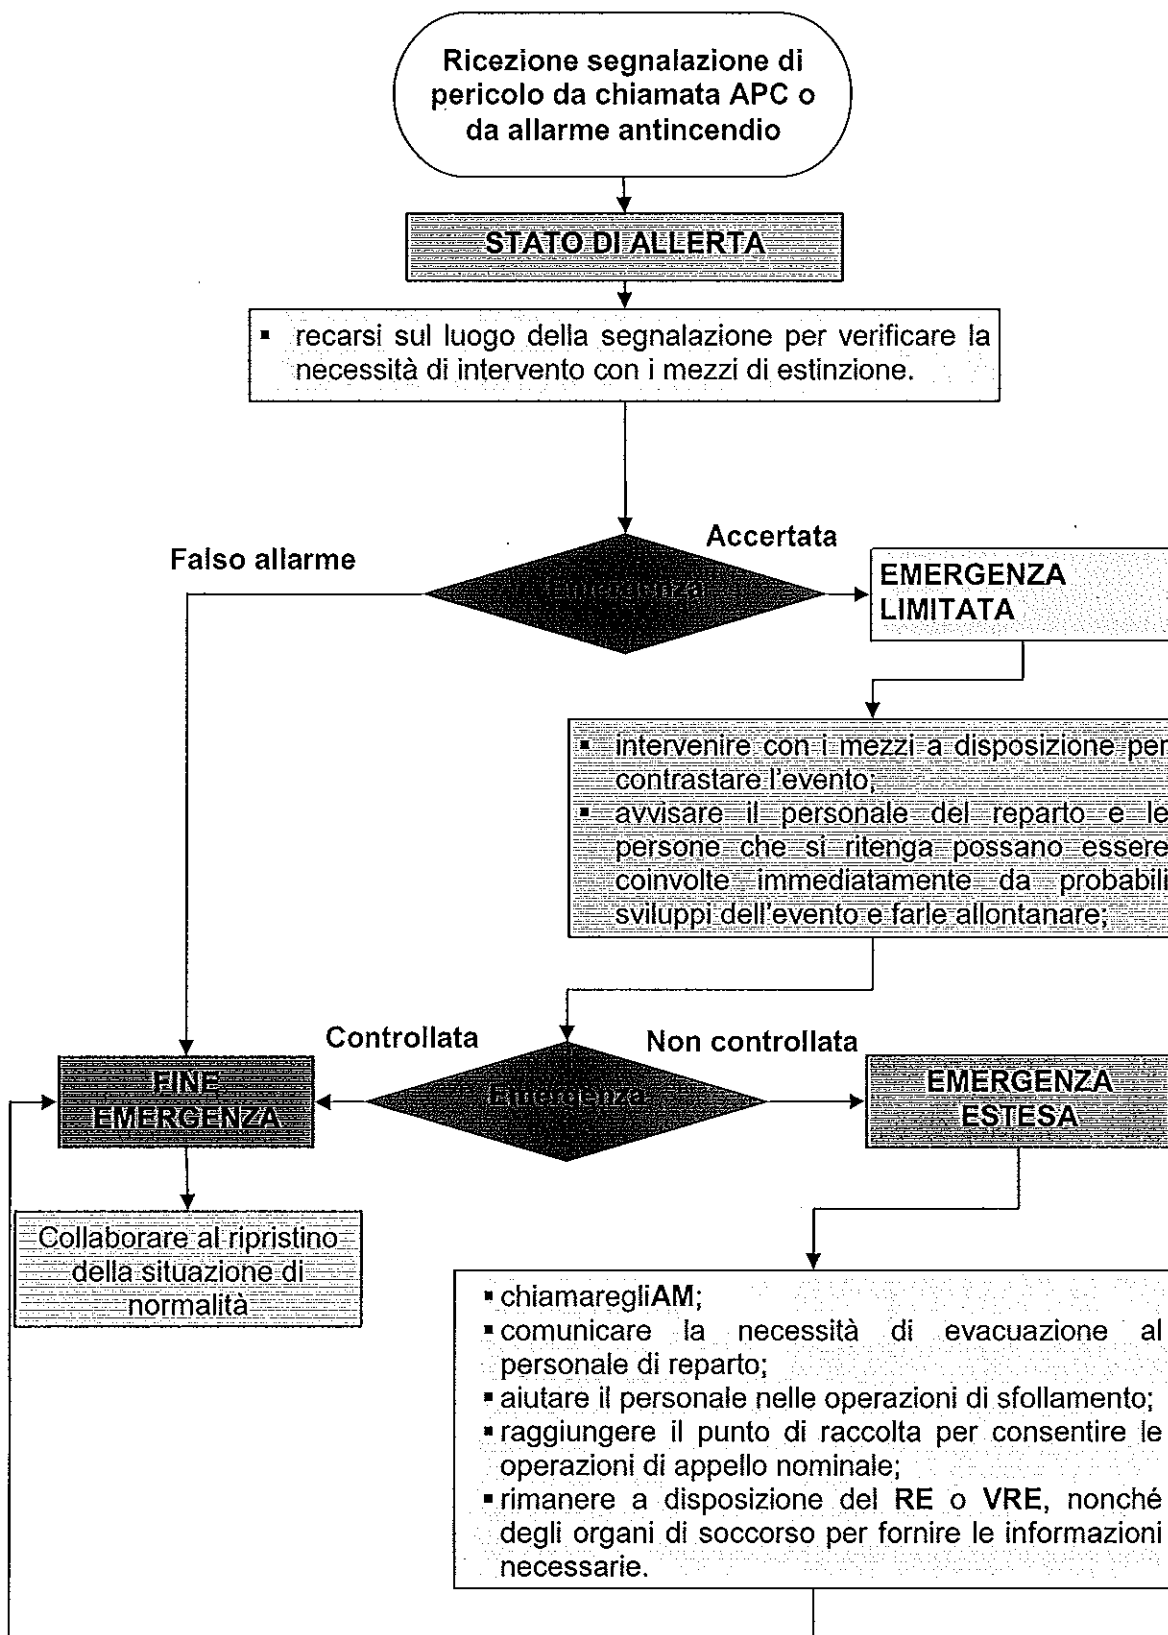 Ricezione segnalazione di
pericolo da chiamata APC o
da allarme antincendio
STATO DI ALLERTA
▪ recarsi sul luogo della segnalazione per verificare la
necessità di intervento con i mezzi di estinzione.
Falso allarme
Emergenza
Accertata
EMERGENZA
LIMITATA
▪ intervenire con i mezzi a disposizione per
contrastare l'evento;
▪ avvisare il personale del reparto e le
persone che si ritenga possano essere
coinvolte immediatamente da probabili
sviluppi dell'evento e farle allontanare;
Controllata
Emergenza
Non controllata
FINE
EMERGENZA
EMERGENZA
ESTESA
Collaborare al ripristino
della situazione di
normalità
▪ chiamaregliAM;
▪ comunicare la necessità di evacuazione al
personale di reparto;
▪ aiutare il personale nelle operazioni di sfollamento;
▪ raggiungere il punto di raccolta per consentire le
operazioni di appello nominale;
▪ rimanere a disposizione del RE o VRE, nonché
degli organi di soccorso per fornire le informazioni
necessarie.